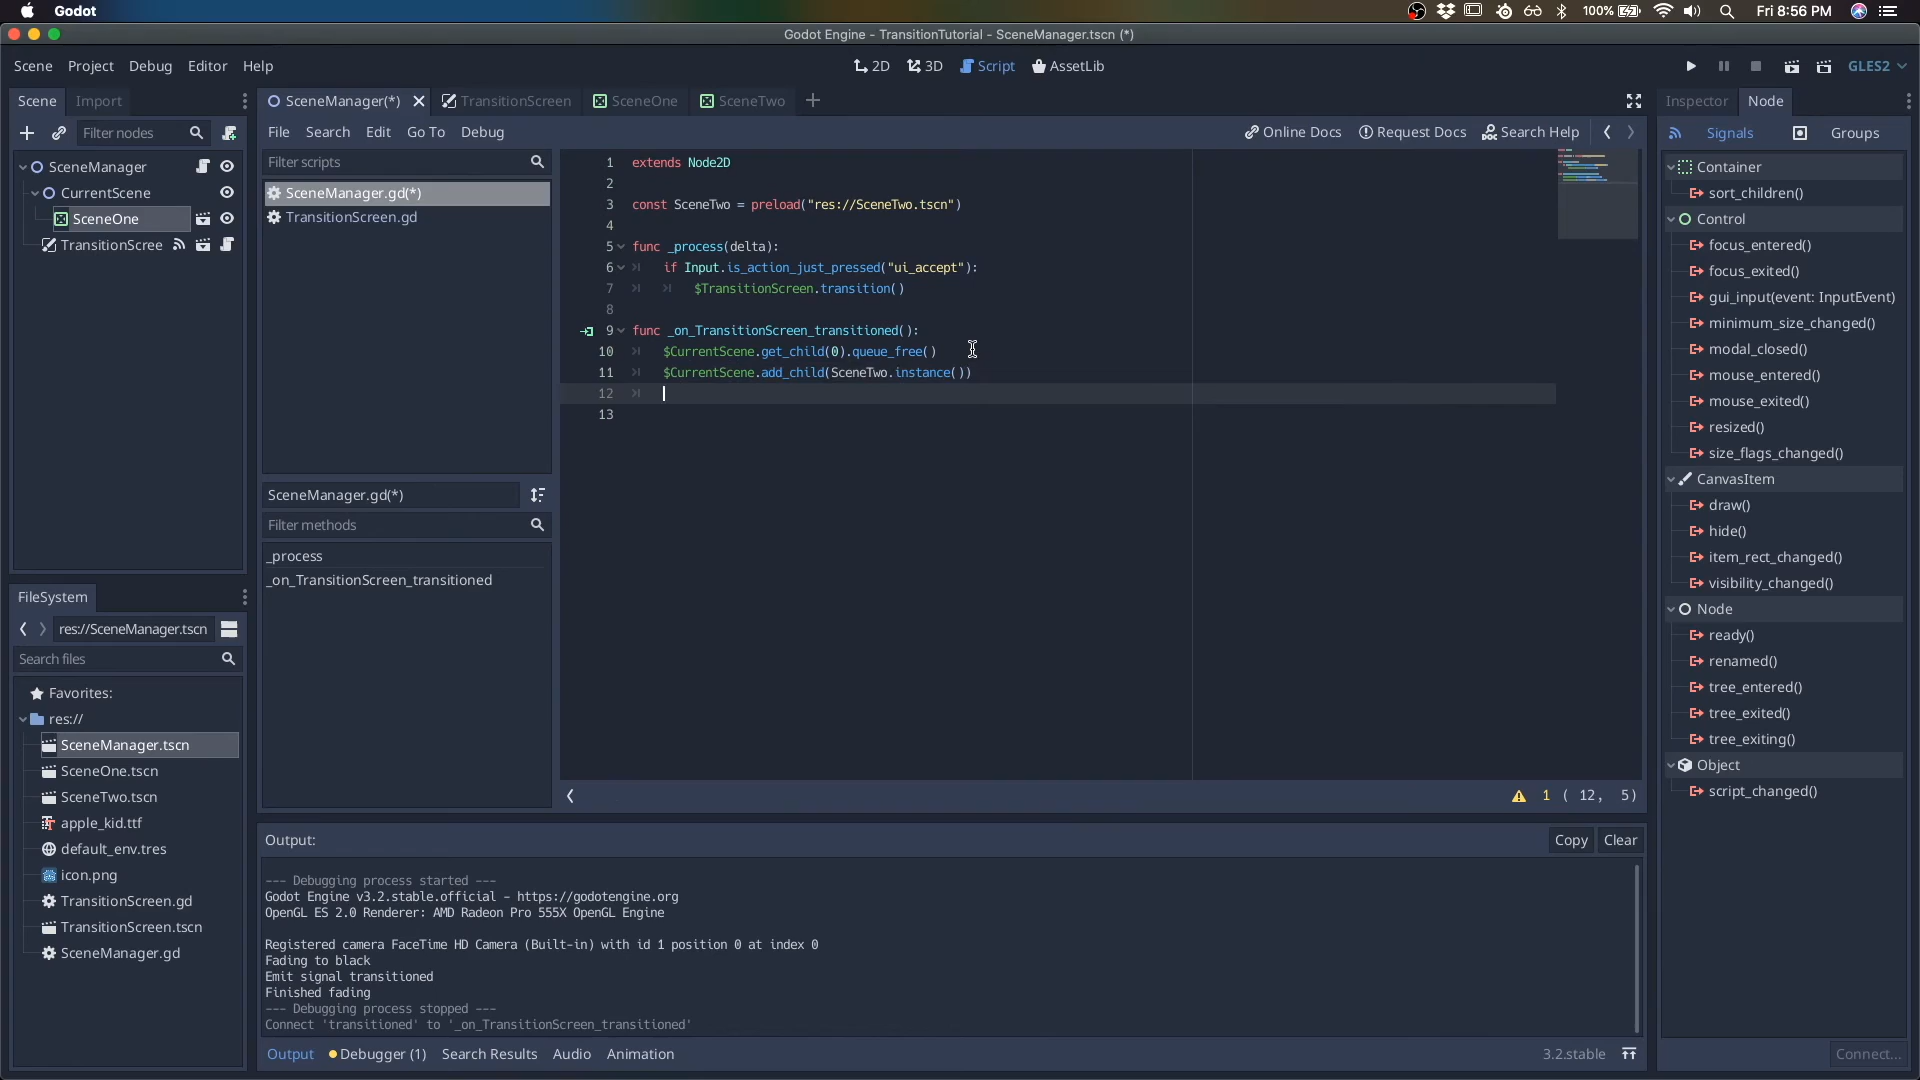 Godot
100%
Fri 8:56 PM
Godot Engine - TransitionTutorial - SceneManager.tscn (*)
Scene Project Debug Editor Help
2D 3D Script AssetLib
GLES2
Scene Import
Filter nodes
SceneManager
CurrentScene
SceneOne
TransitionScree
FileSystem
res://SceneManager.tscn
Search files
Favorites:
res://
SceneManager.tscn
SceneOne.tscn
SceneTwo.tscn
apple_kid.ttf
default_env.tres
icon.png
TransitionScreen.gd
TransitionScreen.tscn
SceneManager.gd
SceneManager(*) TransitionScreen SceneOne SceneTwo
File Search Edit Go To Debug
Online Docs Request Docs Search Help
Filter scripts
SceneManager.gd(*)
TransitionScreen.gd
SceneManager.gd(*)
Filter methods
_process
_on_TransitionScreen_transitioned
1 extends Node2D
2
3 const SceneTwo = preload("res://SceneTwo.tscn")
4
5 func _process(delta):
6 if Input.is_action_just_pressed("ui_accept"):
7 $TransitionScreen.transition()
8
9 func _on_TransitionScreen_transitioned():
10 $CurrentScene.get_child(0).queue_free()
11 $CurrentScene.add_child(SceneTwo.instance())
12
13
1 ( 12, 5)
Output:
Copy Clear
--- Debugging process started ---
Godot Engine v3.2.stable.official - https://godotengine.org
OpenGL ES 2.0 Renderer: AMD Radeon Pro 555X OpenGL Engine
Registered camera FaceTime HD Camera (Built-in) with id 1 position 0 at index 0
Fading to black
Emit signal transitioned
Finished fading
--- Debugging process stopped ---
Connect 'transitioned' to '_on_TransitionScreen_transitioned'
Output Debugger (1) Search Results Audio Animation
3.2.stable
Inspector Node
Signals Groups
Container
sort_children()
Control
focus_entered()
focus_exited()
gui_input(event: InputEvent)
minimum_size_changed()
modal_closed()
mouse_entered()
mouse_exited()
resized()
size_flags_changed()
CanvasItem
draw()
hide()
item_rect_changed()
visibility_changed()
Node
ready()
renamed()
tree_entered()
tree_exited()
tree_exiting()
Object
script_changed()
Connect...